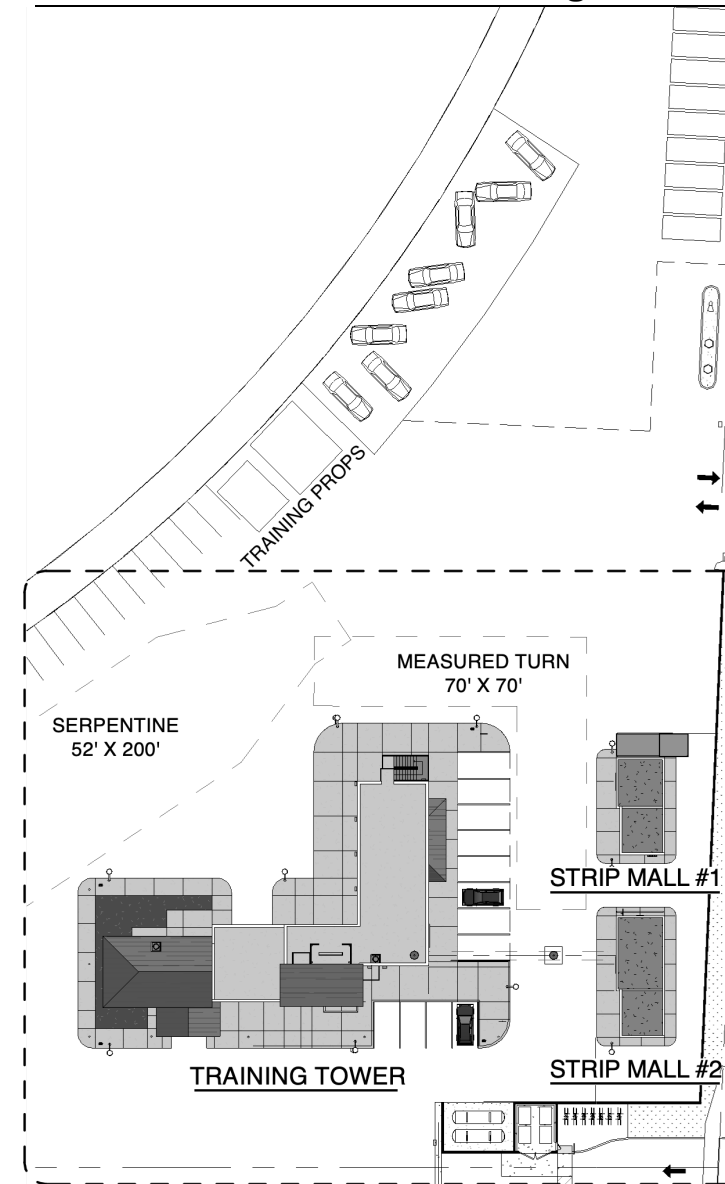 TRAINING PROPS
MEASURED TURN
70' X 70'
SERPENTINE
52' X 200'
STRIP MALL #1
STRIP MALL #2
TRAINING TOWER